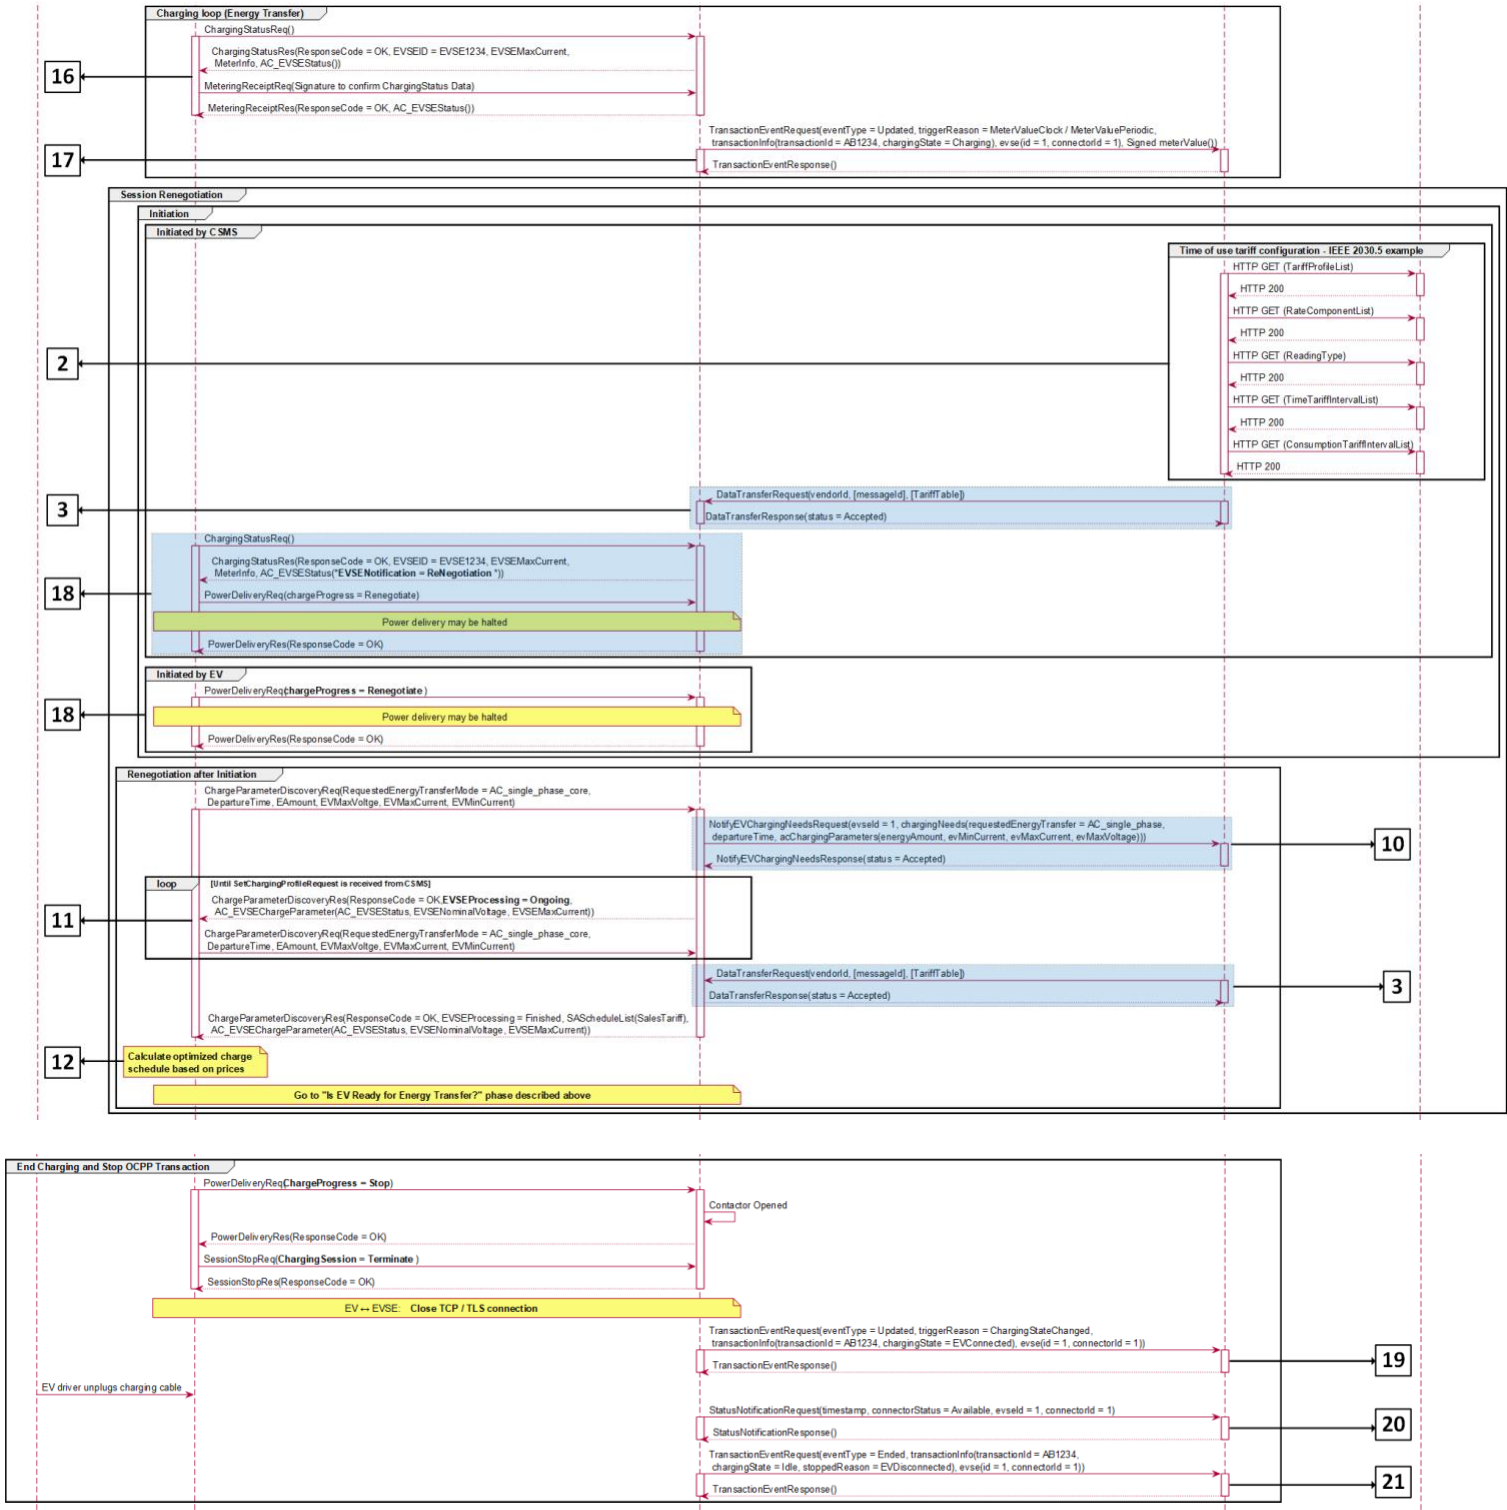 Charging loop (Energy Transfer)
ChargingStatusReq()
ChargingStatusRes(ResponseCode = OK, EVSEID = EVSE1234, EVSEMaxCurrent,
MeterInfo, AC_EVSEStatus())
16
MeteringReceiptReq(Signature to confirm ChargingStatus Data)
MeteringReceiptRes(ResponseCode = OK, AC_EVSEStatus())
TransactionEventRequest(eventType = Updated, triggerReason = MeterValueClock / MeterValuePeriodic,
transactionInfo(transactionId = AB1234, chargingState = Charging), evse(id = 1, connectorId = 1), Signed meterValue())
17
TransactionEventResponse()
Session Renegotiation
Initiation
Initiated by CSMS
Time of use tariff configuration - IEEE 2030.5 example
HTTP GET (TariffProfileList)
HTTP 200
HTTP GET (RateComponentList)
HTTP 200
HTTP GET (ReadingType)
2
HTTP 200
HTTP GET (TimeTariffIntervalList)
HTTP 200
HTTP GET (ConsumptionTariffIntervalList)
HTTP 200
DataTransferRequest(vendorId, [messageId], [TariffTable])
3
DataTransferResponse(status = Accepted)
ChargingStatusReq()
ChargingStatusRes(ResponseCode = OK, EVSEID = EVSE1234, EVSEMaxCurrent,
MeterInfo, AC_EVSEStatus("EVSENotification = ReNegotiation "))
18
PowerDeliveryReq(chargeProgress = Renegotiate)
Power delivery may be halted
PowerDeliveryRes(ResponseCode = OK)
Initiated by EV
PowerDeliveryReq(chargeProgress = Renegotiate )
18
Power delivery may be halted
PowerDeliveryRes(ResponseCode = OK)
Renegotiation after Initiation
ChargeParameterDiscoveryReq(RequestedEnergyTransferMode = AC_single_phase_core,
DepartureTime, EAmount, EVMaxVoltge, EVMaxCurrent, EVMinCurrent)
NotifyEVChargingNeedsRequest(evseId = 1, chargingNeeds(requestedEnergyTransfer = AC_single_phase,
departureTime, acChargingParameters(energyAmount, evMinCurrent, evMaxCurrent, evMaxVoltage)))
10
NotifyEVChargingNeedsResponse(status = Accepted)
loop
[Until SetChargingProfileRequest is received from CSMS]
ChargeParameterDiscoveryRes(ResponseCode = OK,EVSEProcessing = Ongoing,
AC_EVSEChargeParameter(AC_EVSEStatus, EVSENominalVoltage, EVSEMaxCurrent))
11
ChargeParameterDiscoveryReq(RequestedEnergyTransferMode = AC_single_phase_core,
DepartureTime, EAmount, EVMaxVoltge, EVMaxCurrent, EVMinCurrent)
DataTransferRequest(vendorId, [messageId], [TariffTable])
3
DataTransferResponse(status = Accepted)
ChargeParameterDiscoveryRes(ResponseCode = OK, EVSEProcessing = Finished, SAScheduleList(SalesTariff),
AC_EVSEChargeParameter(AC_EVSEStatus, EVSENominalVoltage, EVSEMaxCurrent))
12
Calculate optimized charge
schedule based on prices
Go to "Is EV Ready for Energy Transfer?" phase described above
End Charging and Stop OCPP Transaction
PowerDeliveryReq(ChargeProgress = Stop)
Contactor Opened
PowerDeliveryRes(ResponseCode = OK)
SessionStopReq(ChargingSession = Terminate )
SessionStopRes(ResponseCode = OK)
EV ↔ EVSE: Close TCP / TLS connection
TransactionEventRequest(eventType = Updated, triggerReason = ChargingStateChanged,
transactionInfo(transactionId = AB1234, chargingState = EVConnected), evse(id = 1, connectorId = 1))
19
TransactionEventResponse()
EV driver unplugs charging cable
StatusNotificationRequest(timestamp, connectorStatus = Available, evseId = 1, connectorId = 1)
20
StatusNotificationResponse()
TransactionEventRequest(eventType = Ended, transactionInfo(transactionId = AB1234,
chargingState = Idle, stoppedReason = EVDisconnected), evse(id = 1, connectorId = 1))
21
TransactionEventResponse()